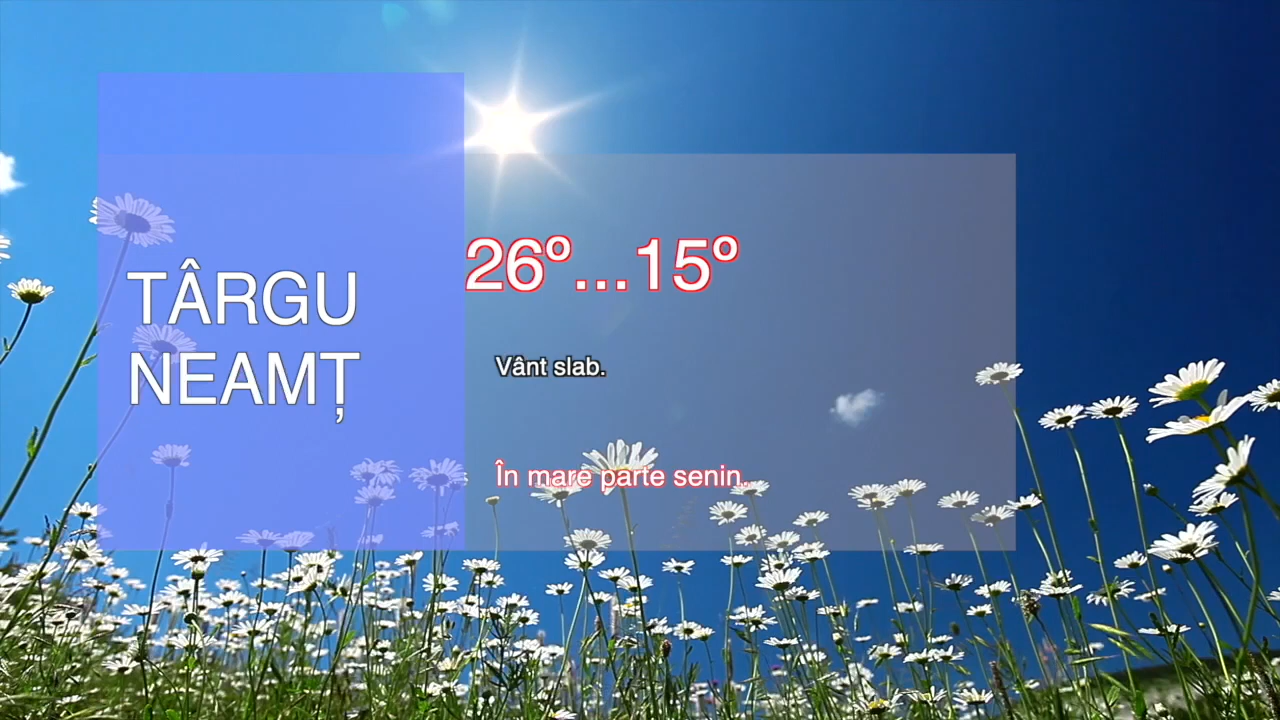 TÂRGU
NEAMȚ
26º...15º
Vânt slab.
În mare parte senin.